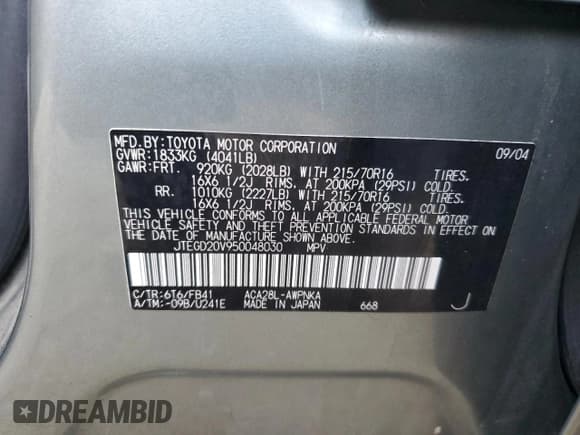 MFD.BY:TOYOTA MOTOR CORPORATION 09/04
GVWR:1833KG (4041LB)
GAWR:FRT. 920KG (2028LB) WITH 215/70R16 TIRES.
16X6 1/2J RIMS. AT 200KPA (29PSI) COLD.
RR. 1010KG (2227LB) WITH 215/70R16 TIRES.
16X6 1/2J RIMS. AT 200KPA (29PSI) COLD.
THIS VEHICLE CONFORMS TO ALL APPLICABLE FEDERAL MOTOR
VEHICLE SAFETY AND THEFT PREVENTION STANDARDS IN EFFECT ON
THE DATE OF MANUFACTURE SHOWN ABOVE.
JTEGD20V950048030 MPV
C/TR:6T6/FB41 ACA28L-AWPNKA
A/TM:-09B/U241E MADE IN JAPAN 668 J
DREAMBID